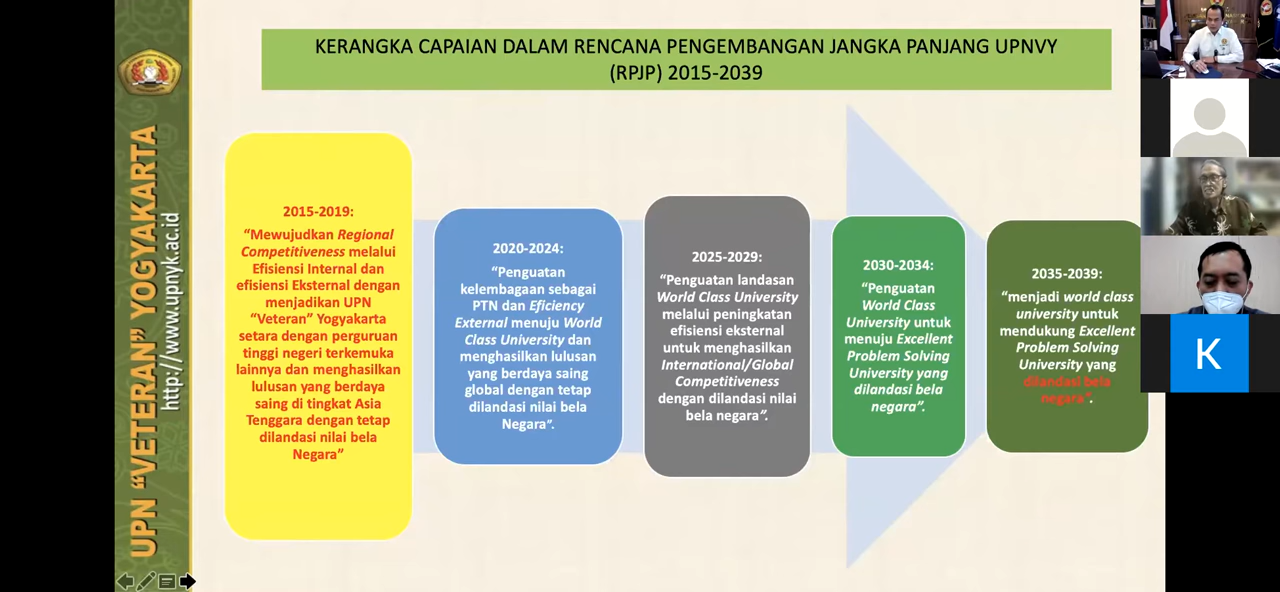 KERANGKA CAPAIAN DALAM RENCANA PENGEMBANGAN JANGKA PANJANG UPNVY
(RPJP) 2015-2039
UPN “VETERAN” YOGYAKARTA
http://www.upnyk.ac.id
2015-2019:
“Mewujudkan Regional
Competitiveness melalui
Efisiensi Internal dan
efisiensi Eksternal dengan
menjadikan UPN
“Veteran” Yogyakarta
setara dengan perguruan
tinggi negeri terkemuka
lainnya dan menghasilkan
lulusan yang berdaya
saing di tingkat Asia
Tenggara dengan tetap
dilandasi nilai bela
Negara”
2020-2024:
“Penguatan
kelembagaan sebagai
PTN dan Eficiency
External menuju World
Class University dan
menghasilkan lulusan
yang berdaya saing
global dengan tetap
dilandasi nilai bela
Negara”.
2025-2029:
“Penguatan landasan
World Class University
melalui peningkatan
efisiensi eksternal
untuk menghasilkan
International/Global
Competitiveness
dengan dilandasi nilai
bela negara”.
2030-2034:
“Penguatan
World Class
University untuk
menuju Excellent
Problem Solving
University yang
dilandasi bela
negara”.
2035-2039:
“menjadi world class
university untuk
mendukung Excellent
Problem Solving
University yang
dilandasi bela
negara”.
K